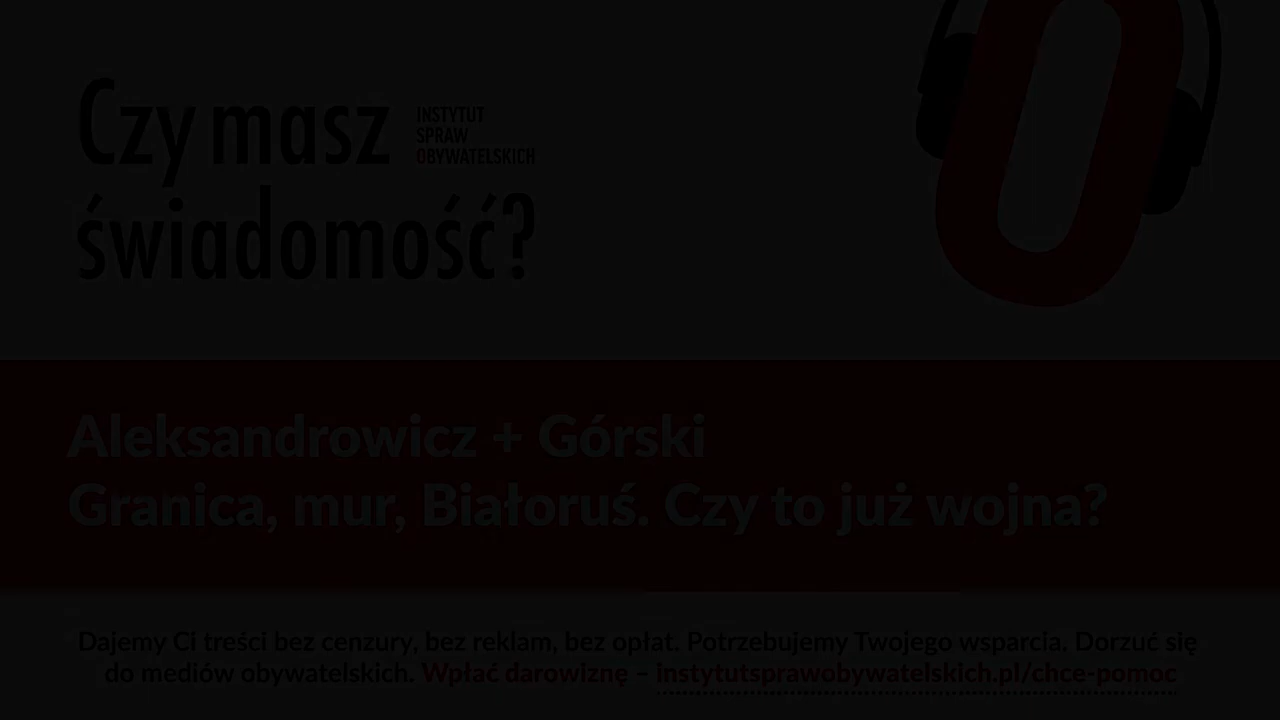 Czy masz
INSTYTUT
SPRAW
OBYWATELSKICH
świadomość?
Aleksandrowicz + Górski
Granica, mur, Białoruś. Czy to już wojna?
Dajemy Ci treści bez cenzury, bez reklam, bez opłat. Potrzebujemy Twojego wsparcia. Dorzuć się
do mediów obywatelskich. Wpłać darowiznę – instytutsprawobywatelskich.pl/chce-pomoc